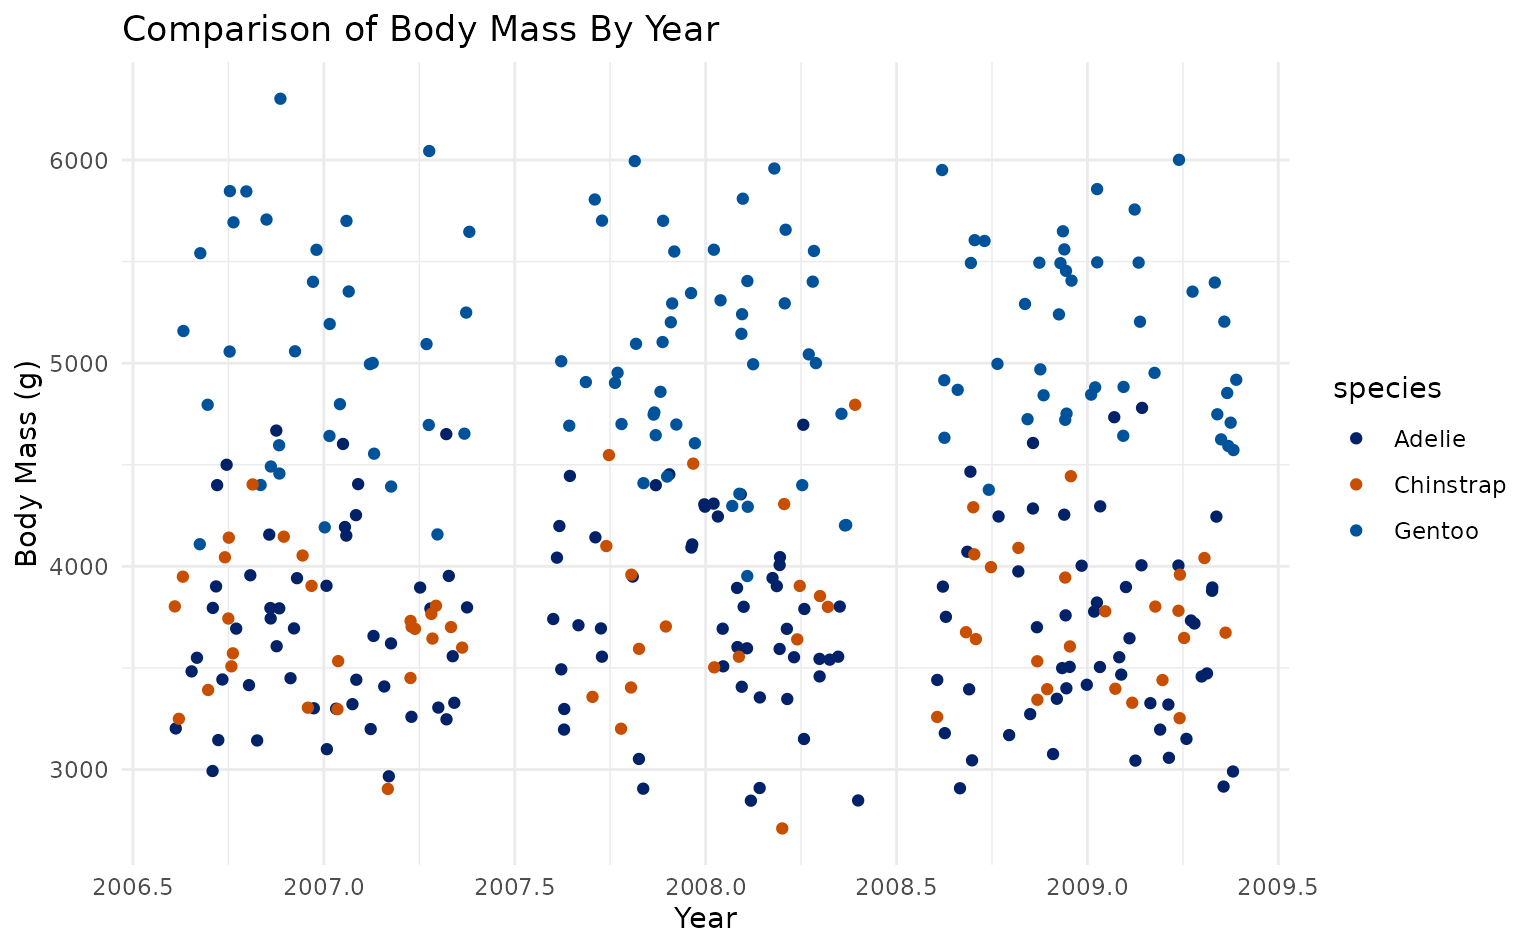 Comparison of Body Mass By Year
Body Mass (g)
6000
5000
4000
3000
2006.5 2007.0 2007.5 2008.0 2008.5 2009.0 2009.5
Year
species
Adelie
Chinstrap
Gentoo